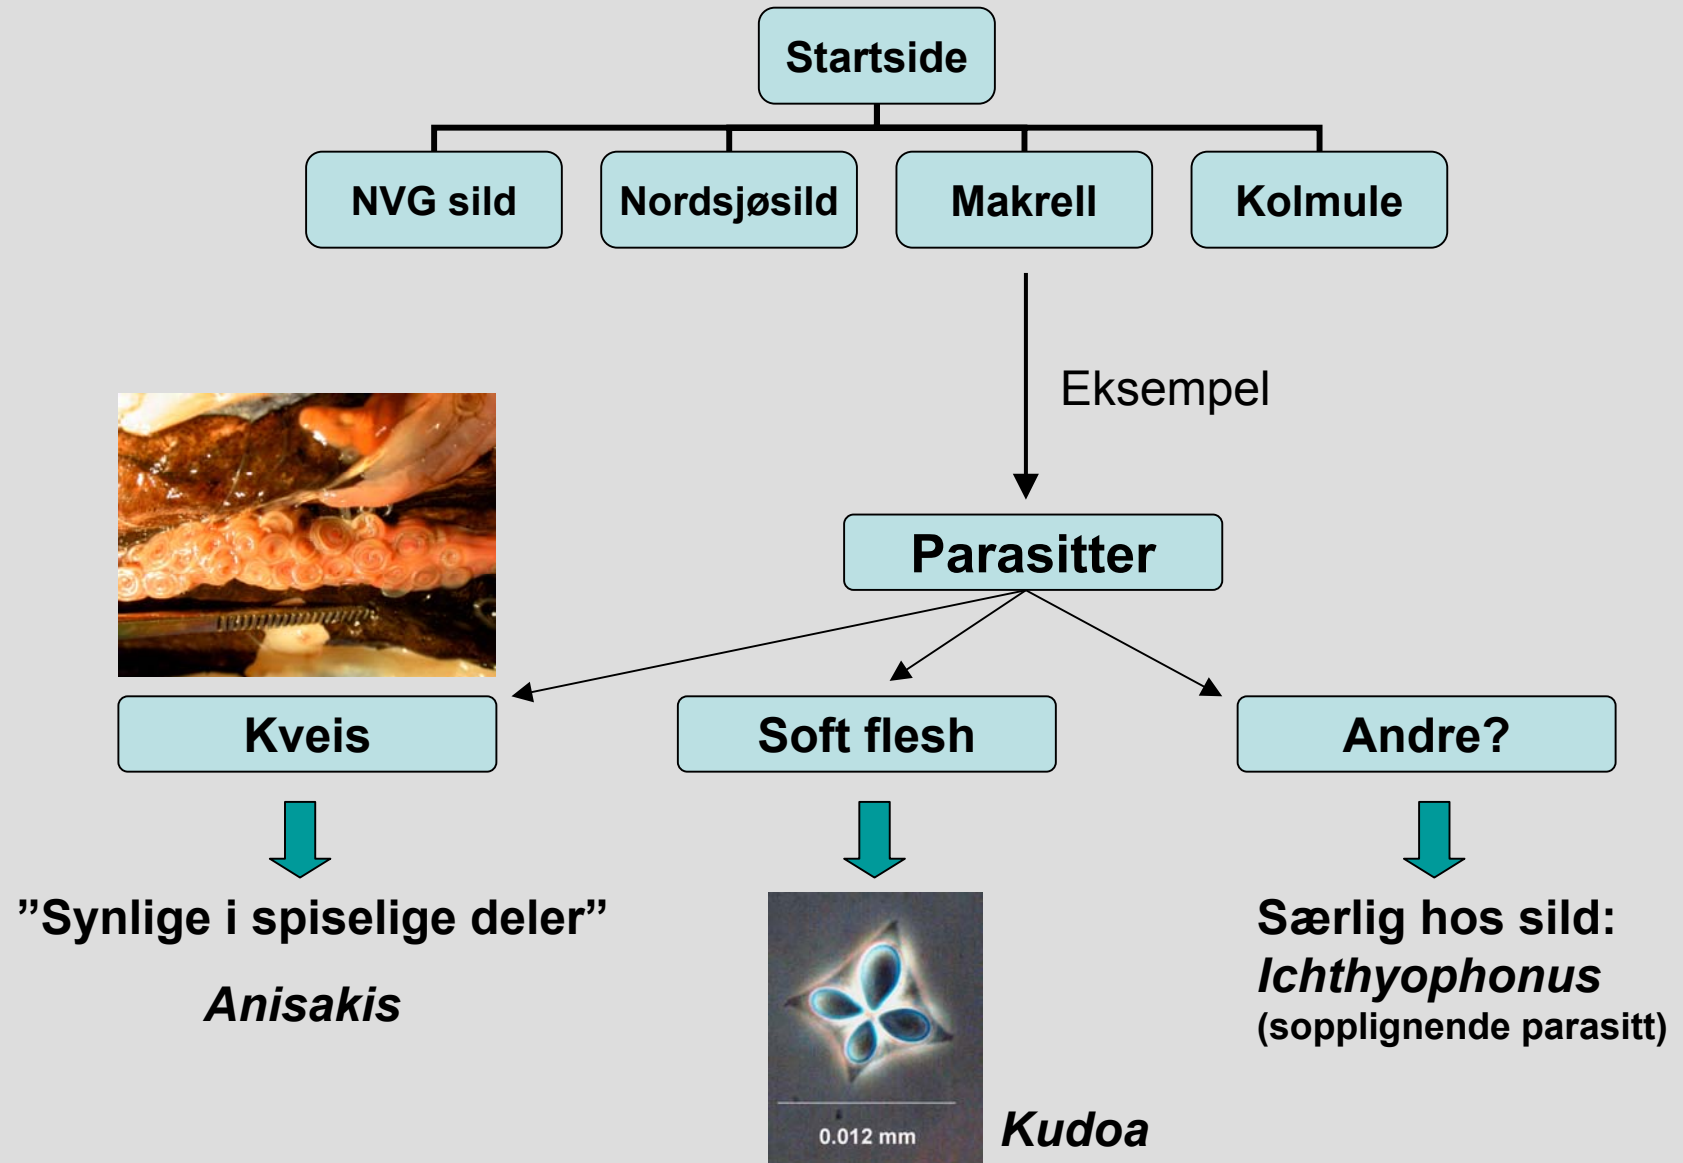 Startside
NVG sild
Nordsjøsild
Makrell
Kolmule
Eksempel
Parasitter
Kveis
Soft flesh
Andre?
”Synlige i spiselige deler”
Anisakis
0.012 mm
Kudoa
Særlig hos sild:
Ichthyophonus
(sopplignende parasitt)